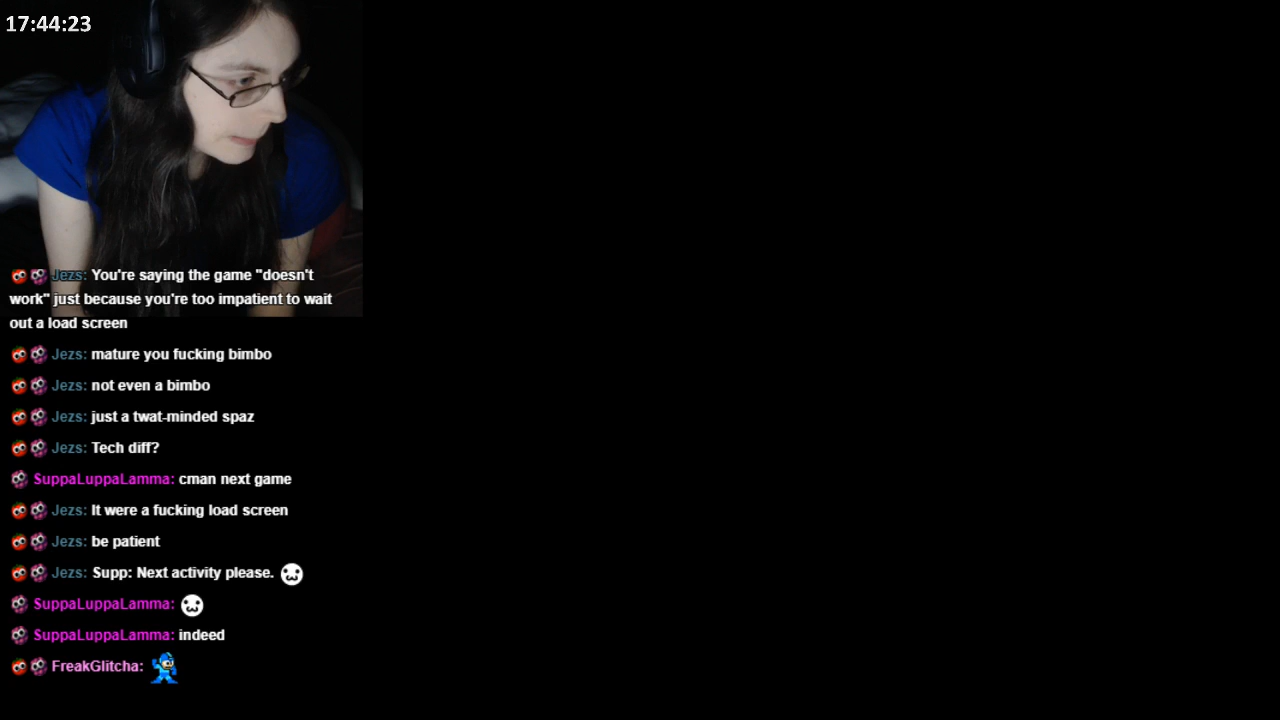 17:44:23
Jezs: You're saying the game "doesn't
work" just because you're too impatient to wait
out a load screen
Jezs: mature you fucking bimbo
Jezs: not even a bimbo
Jezs: just a twat-minded spaz
Jezs: Tech diff?
SuppaLuppaLamma: cman next game
Jezs: It were a fucking load screen
Jezs: be patient
Jezs: Supp: Next activity please.
SuppaLuppaLamma:
SuppaLuppaLamma: indeed
FreakGlitcha: